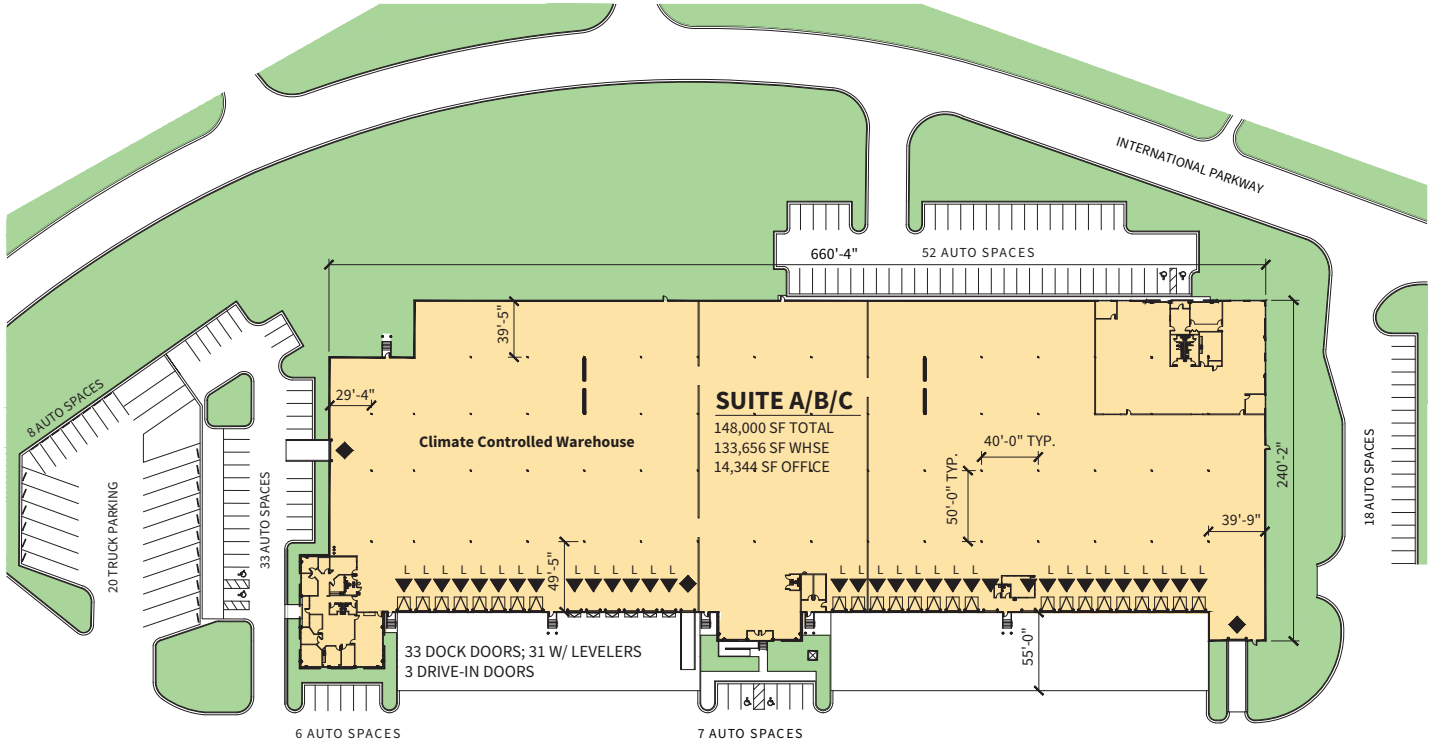 INTERNATIONAL PARKWAY
660'-4"
52 AUTO SPACES
39'-5"
29'-4"
8 AUTO SPACES
SUITE A/B/C
148,000 SF TOTAL
133,656 SF WHSE
14,344 SF OFFICE
Climate Controlled Warehouse
40'-0" TYP.
50'-0" TYP.
240'-2"
39'-9"
18 AUTO SPACES
20 TRUCK PARKING
33 AUTO SPACES
49'-5"
L L L L L L L L
L L L L L L
L L L L L L L L
L L L L L L L L L
55'-0"
33 DOCK DOORS; 31 W/ LEVELERS
3 DRIVE-IN DOORS
6 AUTO SPACES
7 AUTO SPACES